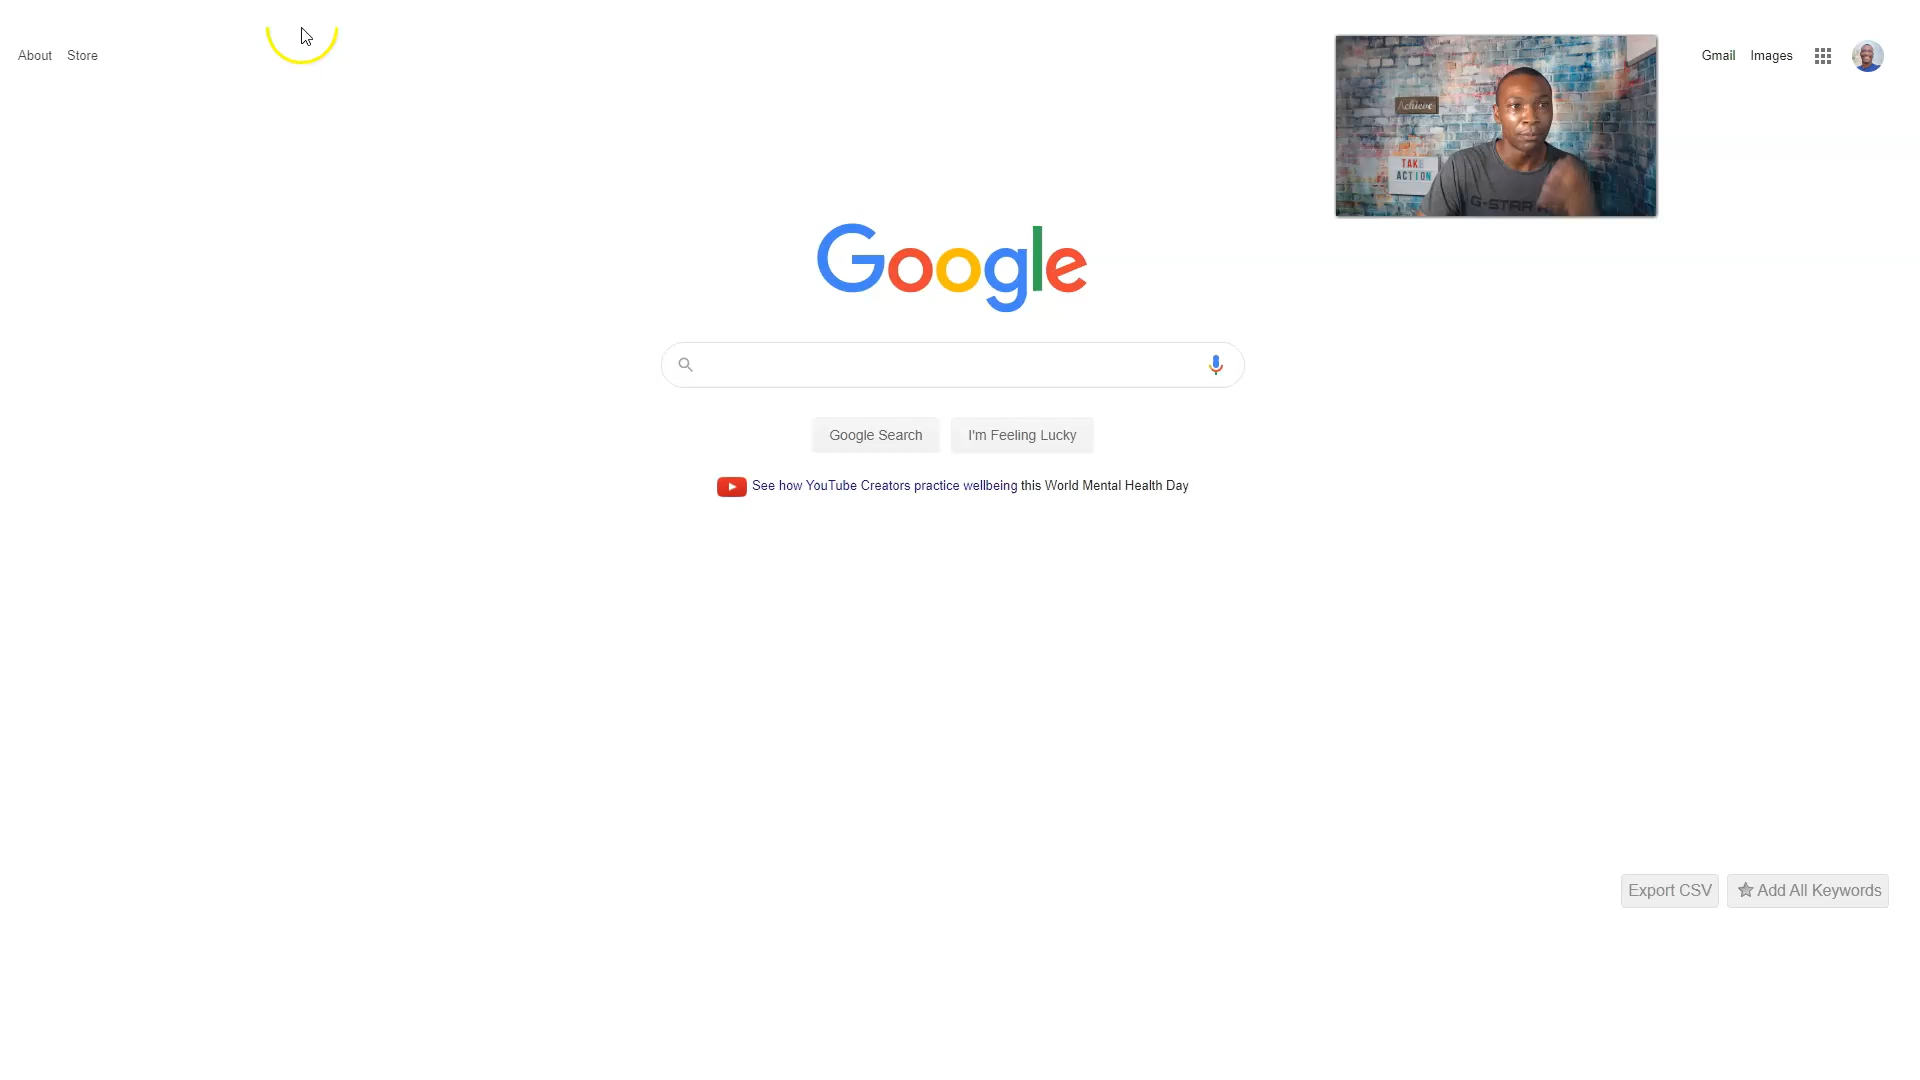 About Store
Gmail Images
Achieve
TAKE
ACTION
G-STAR
Google
Google Search I'm Feeling Lucky
See how YouTube Creators practice wellbeing this World Mental Health Day
Export CSV Add All Keywords